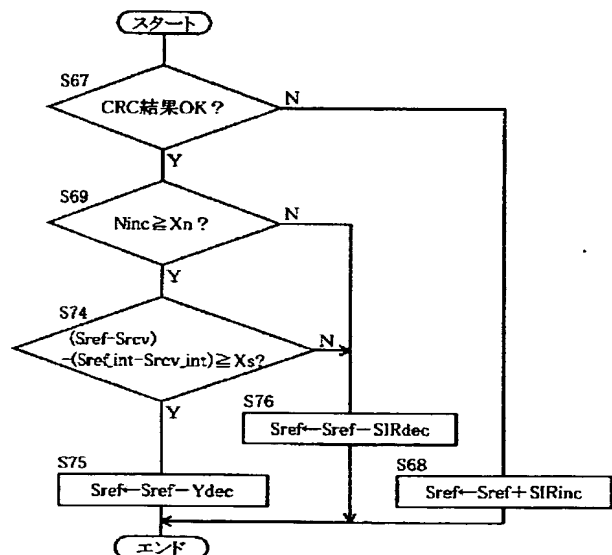 スタート
S67
CRC結果OK？
N
Y
S69
Ninc≧Xn？
N
Y
S74
(Sref-Srcv)
-(Sref_int-Srcv_int)≧Xs?
N
Y
S76
Sref←Sref-SIRdec
S75
Sref←Sref-Ydec
S68
Sref←Sref+SIRinc
エンド